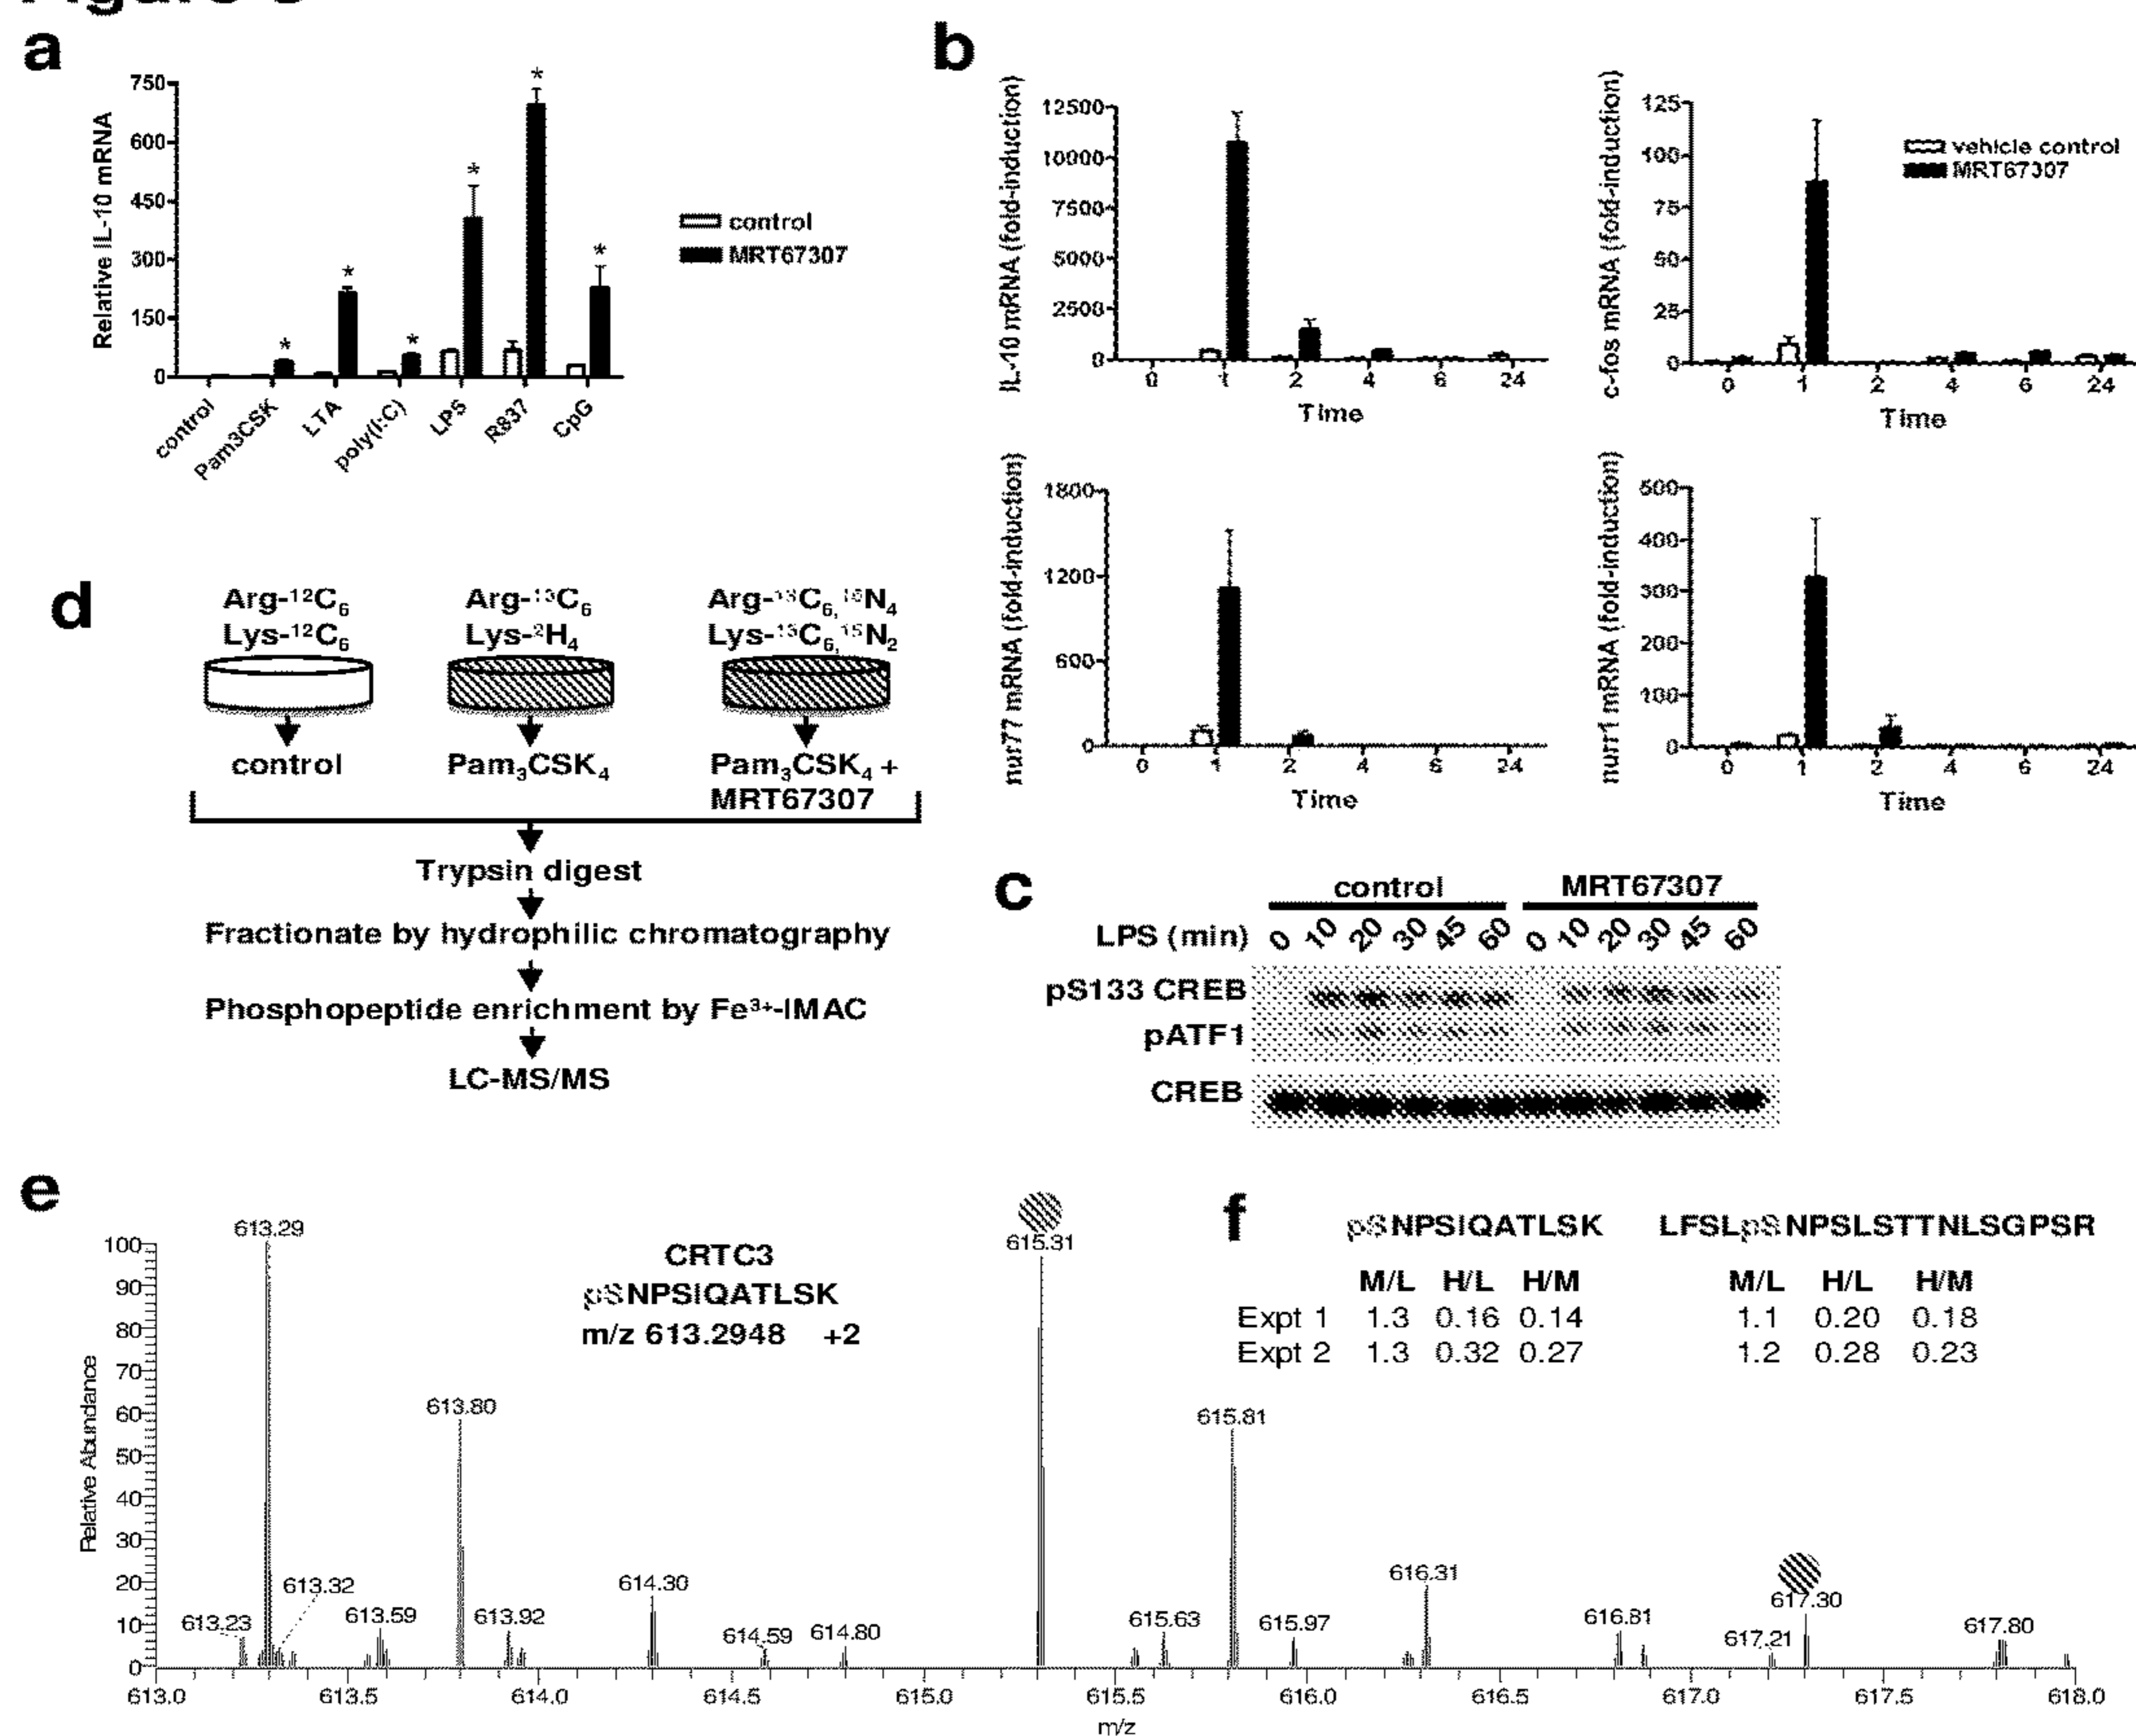 a
Relative IL-10 mRNA
750
600
450
300
150
0
*
*
*
*
*
*
control
Pam3CSK
LTA
poly(I:C)
LPS
R837
CpG
control
MRT67307
b
IL-10 mRNA (fold-induction)
12500
10000
7500
5000
2500
0
0 1 2 4 6 24
Time
c-fos mRNA (fold-induction)
125
100
75
50
25
0
0 1 2 4 6 24
Time
vehicle control
MRT67307
nur77 mRNA (fold-induction)
1800
1200
600
0
0 1 2 4 6 24
Time
nurr1 mRNA (fold-induction)
500
400
300
200
100
0
0 1 2 4 6 24
Time
c
control MRT67307
LPS (min) 0 10 20 30 45 60 0 10 20 30 45 60
pS133 CREB
pATF1
CREB
d
Arg-¹²C₆ Arg-¹³C₆ Arg-¹³C₆,¹⁵N₄
Lys-¹²C₆ Lys-²H₄ Lys-¹³C₆,¹⁵N₂
control Pam₃CSK₄ Pam₃CSK₄ +
MRT67307
Trypsin digest
Fractionate by hydrophilic chromatography
Phosphopeptide enrichment by Fe³⁺-IMAC
LC-MS/MS
e
Relative Abundance
100
90
80
70
60
50
40
30
20
10
0
613.29
613.23
613.32
613.59
613.80
613.92
614.30
614.59
614.80
615.31
615.63
615.81
615.97
616.31
616.81
617.21
617.30
617.80
CRTC3
pSNPSIQATLSK
m/z 613.2948 +2
613.0 613.5 614.0 614.5 615.0 615.5 616.0 616.5 617.0 617.5 618.0
m/z
f
pSNPSIQATLSK LFSLpSNPSLSTTNLSGPSR
M/L H/L H/M M/L H/L H/M
Expt 1 1.3 0.16 0.14 1.1 0.20 0.18
Expt 2 1.3 0.32 0.27 1.2 0.28 0.23